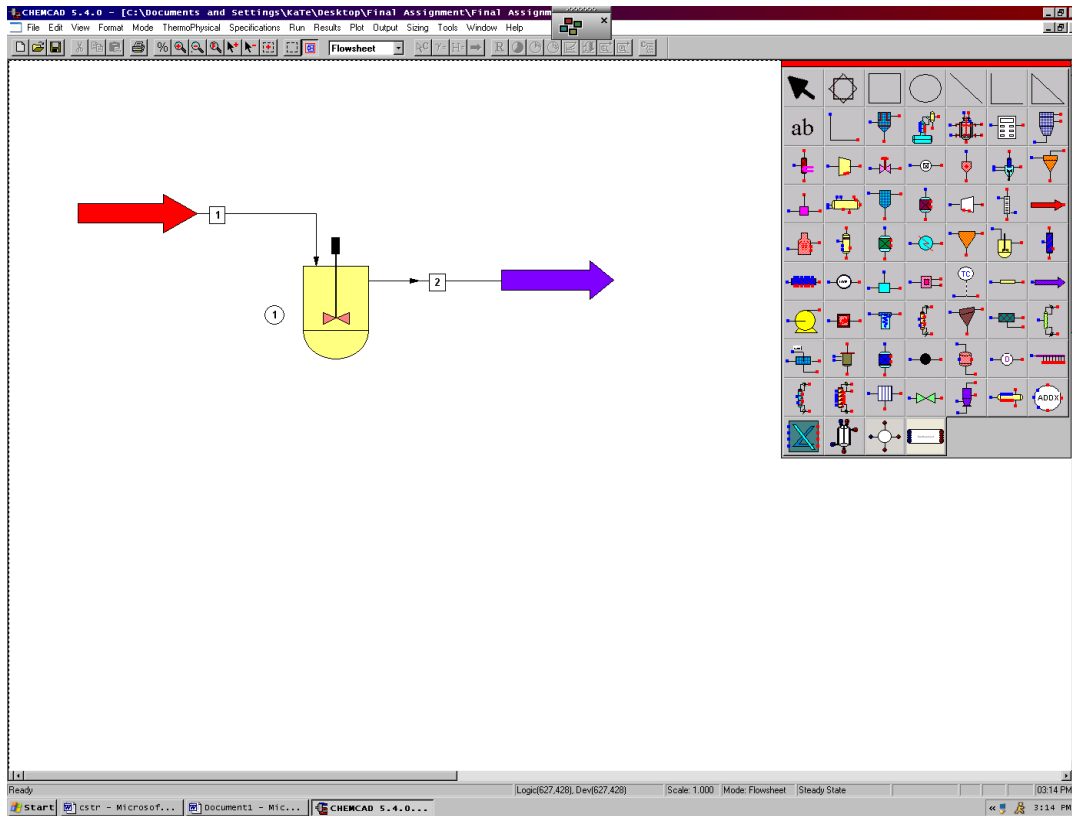 CHEMCAD 5.4.0 - [C:\Documents and Settings\KaTe\Desktop\Final Assignment\Final Assignm
File Edit View Format Mode ThermoPhysical Specifications Run Results Plot Output Sizing Tools Window Help
Flowsheet
ab
1
TC
2
1
ADDX
Ready Logic(627,428), Dev(627,428) Scale: 1.000 Mode: Flowsheet Steady State 03:14 PM
Start cstr - Microsof... Document1 - Mic... CHEMCAD 5.4.0... 3:14 PM